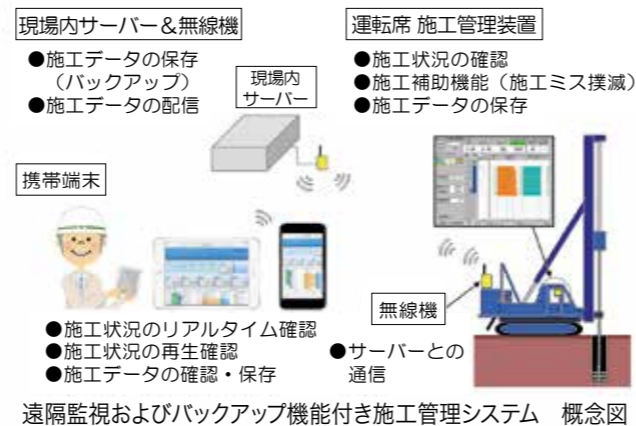 現場内サーバー＆無線機
●施工データの保存
（バックアップ）
●施工データの配信
現場内
サーバー
運転席 施工管理装置
●施工状況の確認
●施工補助機能（施工ミス撲滅）
●施工データの保存
携帯端末
●施工状況のリアルタイム確認
●施工状況の再生確認
●施工データの確認・保存
無線機
●サーバーとの
通信
遠隔監視およびバックアップ機能付き施工管理システム　概念図